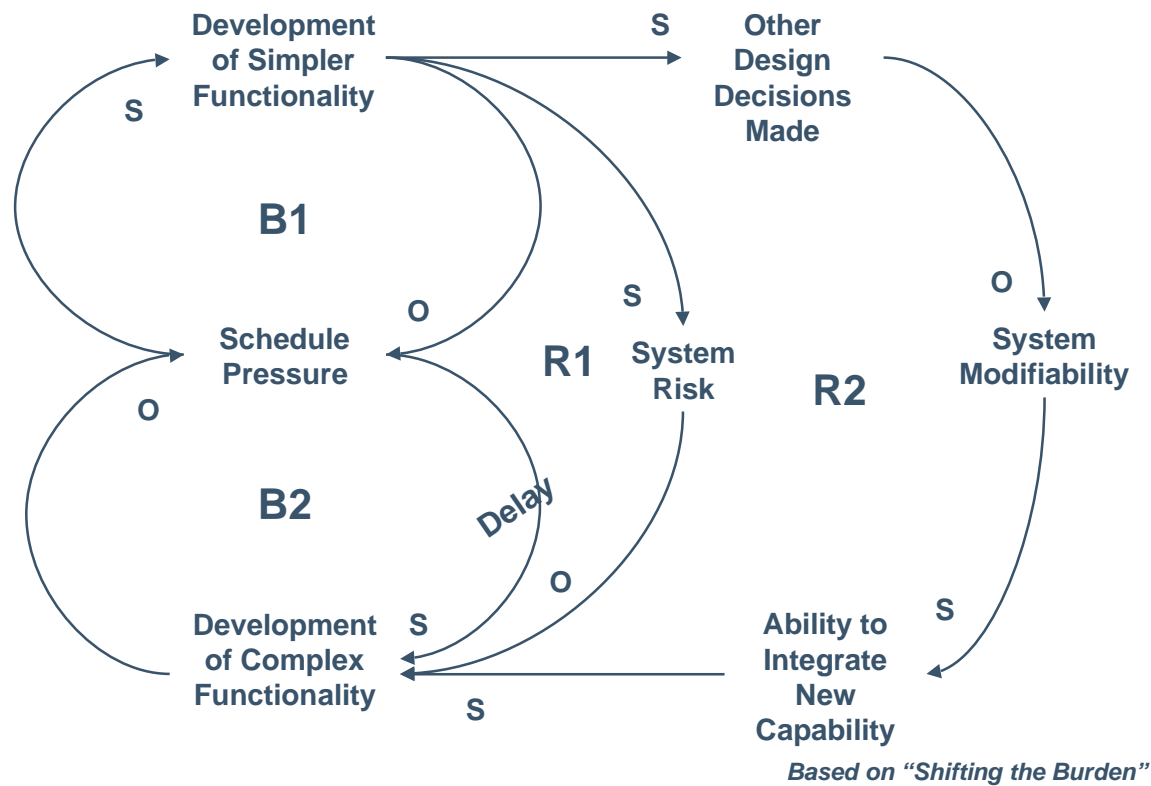 Development
of Simpler
Functionality
S
Other
Design
Decisions
Made
S
B1
O
S
O
Schedule
Pressure
R1
System
Risk
R2
System
Modifiability
O
B2
Delay
O
S
Development
of Complex
Functionality
S
Ability to
Integrate
New
Capability
S
Based on “Shifting the Burden”